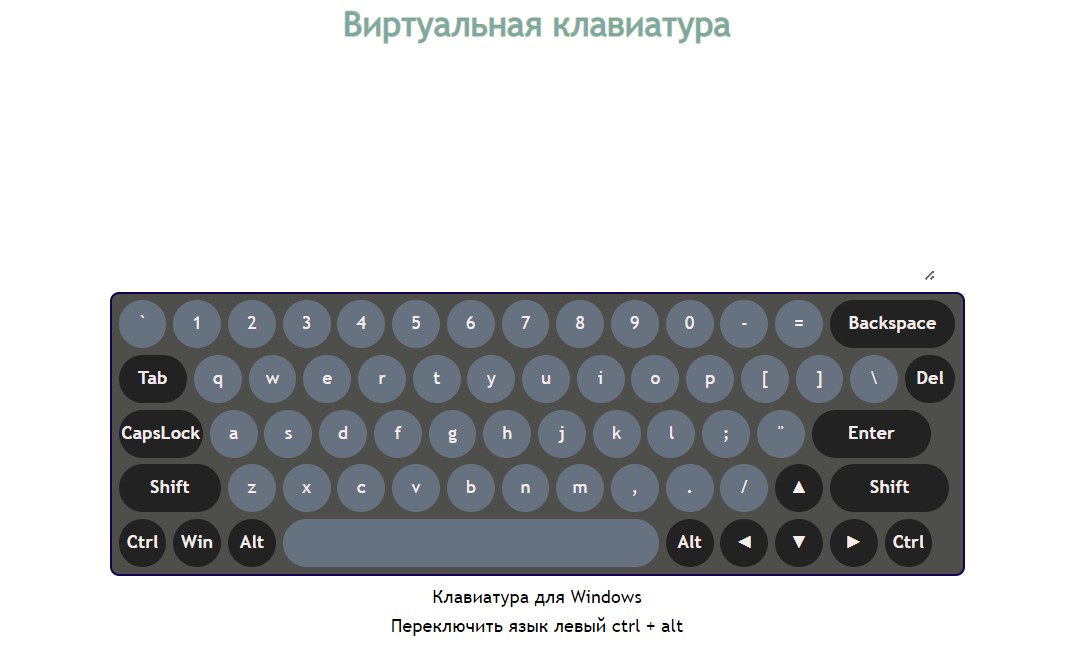 Виртуальная клавиатура
` 1 2 3 4 5 6 7 8 9 0 - = Backspace
Tab q w e r t y u i o p [ ] \ Del
CapsLock a s d f g h j k l ; " Enter
Shift z x c v b n m , . / ▲ Shift
Ctrl Win Alt Alt ◄ ▼ ► Ctrl
Клавиатура для Windows
Переключить язык левый ctrl + alt